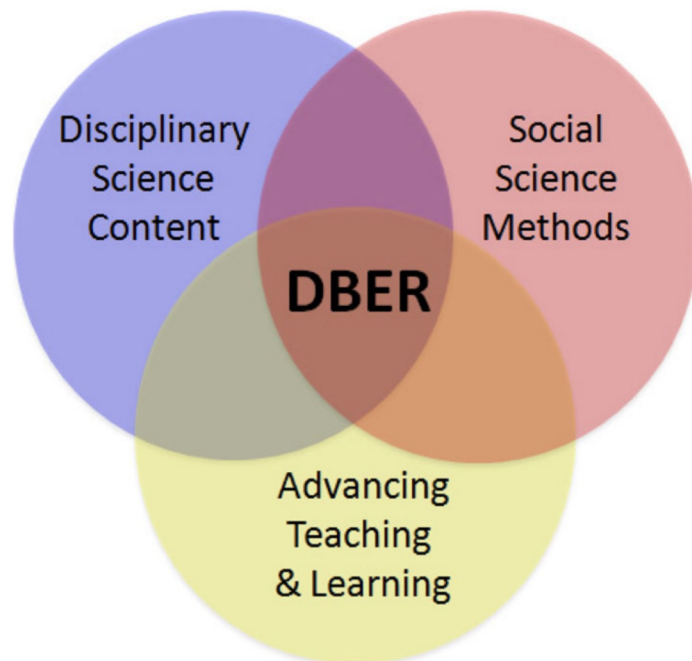 Disciplinary
Science
Content
Social
Science
Methods
DBER
Advancing
Teaching
& Learning